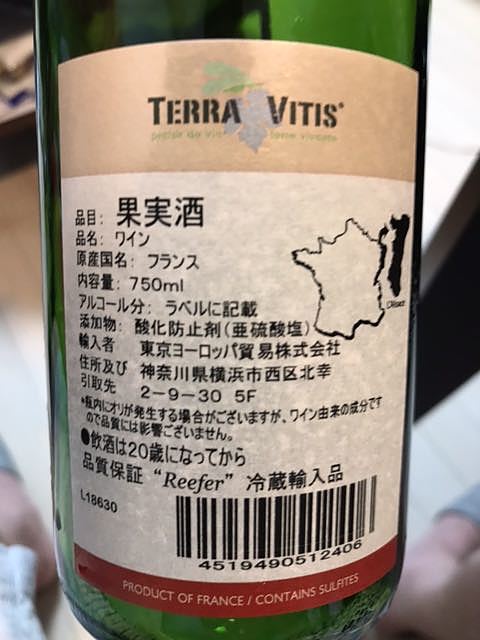 TERRA VITIS®
plaisir du vin terre vivante
品目: 果実酒
品名: ワイン
原産国名: フランス
内容量: 750ml
アルコール分: ラベルに記載
添加物: 酸化防止剤(亜硫酸塩)
輸入者 東京ヨーロッパ貿易株式会社
住所及び 神奈川県横浜市西区北幸
引取先 2-9-30 5F
*瓶内にオリが発生する場合がございますが、ワイン由来の成分です
ので品質には影響ございません。
●飲酒は20歳になってから
品質保証 “Reefer” 冷蔵輸入品
L18630
4519490512406
PRODUCT OF FRANCE / CONTAINS SULFITES
L'Alsace